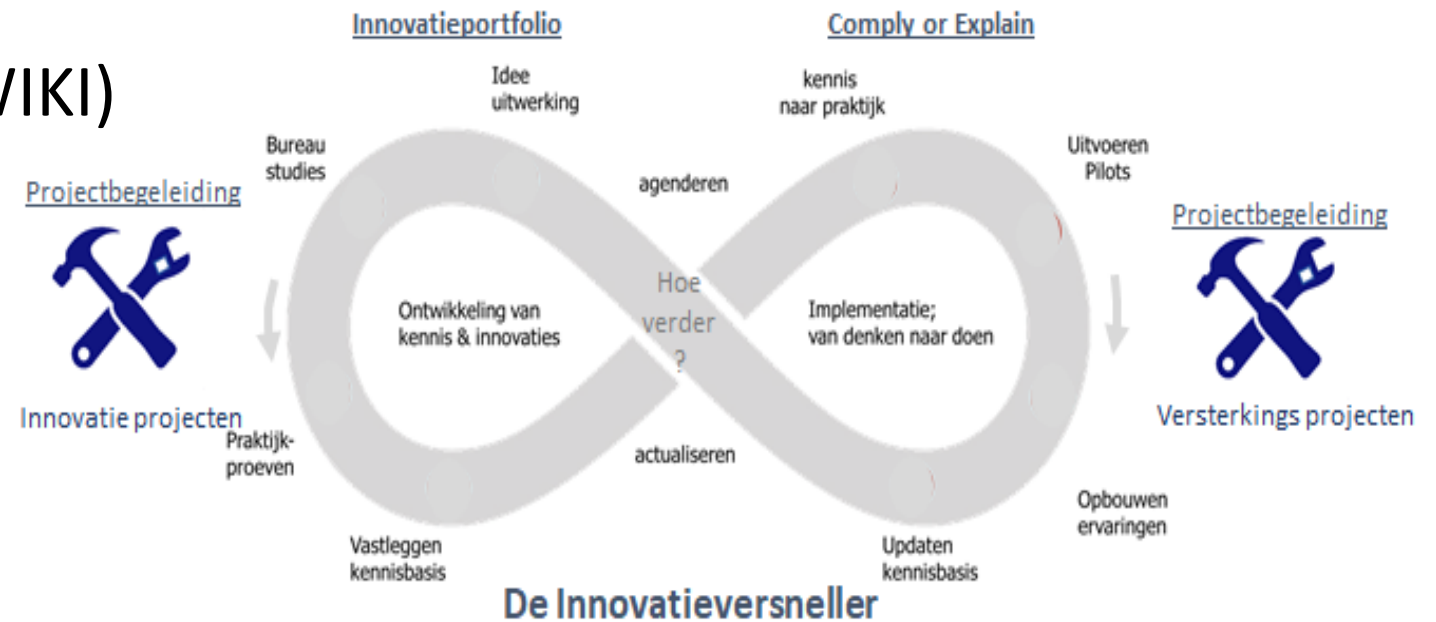 Innovatieportfolio
Comply or Explain
WIKI)
Idee
uitwerking
kennis
naar praktijk
Bureau
studies
Uitvoeren
Pilots
agenderen
Projectbegeleiding
Projectbegeleiding
Hoe
verder
?
Ontwikkeling van
kennis & innovaties
Implementatie;
van denken naar doen
Innovatie projecten
Versterkings projecten
Praktijk-
proeven
actualiseren
Opbouwen
ervaringen
Vastleggen
kennisbasis
Updaten
kennisbasis
De Innovatieversneller